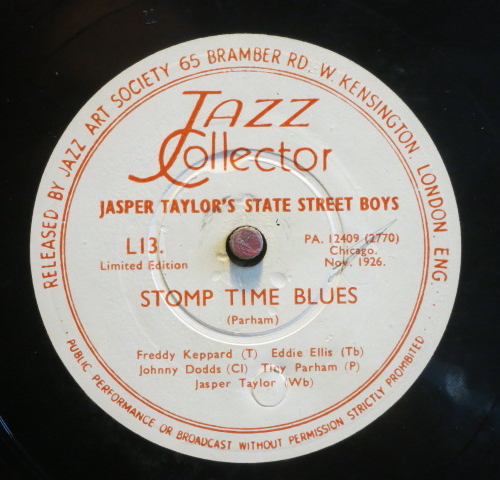 RELEASED BY JAZZ ART SOCIETY 65 BRAMBER RD. W. KENSINGTON. LONDON ENG.
JAZZ
Collector
JASPER TAYLOR'S STATE STREET BOYS
L13.
Limited Edition
PA. 12409 (2770)
Chicago.
Nov. 1926.
STOMP TIME BLUES
(Parham)
Freddy Keppard (T) Eddie Ellis (Tb)
Johnny Dodds (Cl) Tiny Parham (P)
Jasper Taylor (Wb)
PUBLIC PERFORMANCE OR BROADCAST WITHOUT PERMISSION STRICTLY PROHIBITED